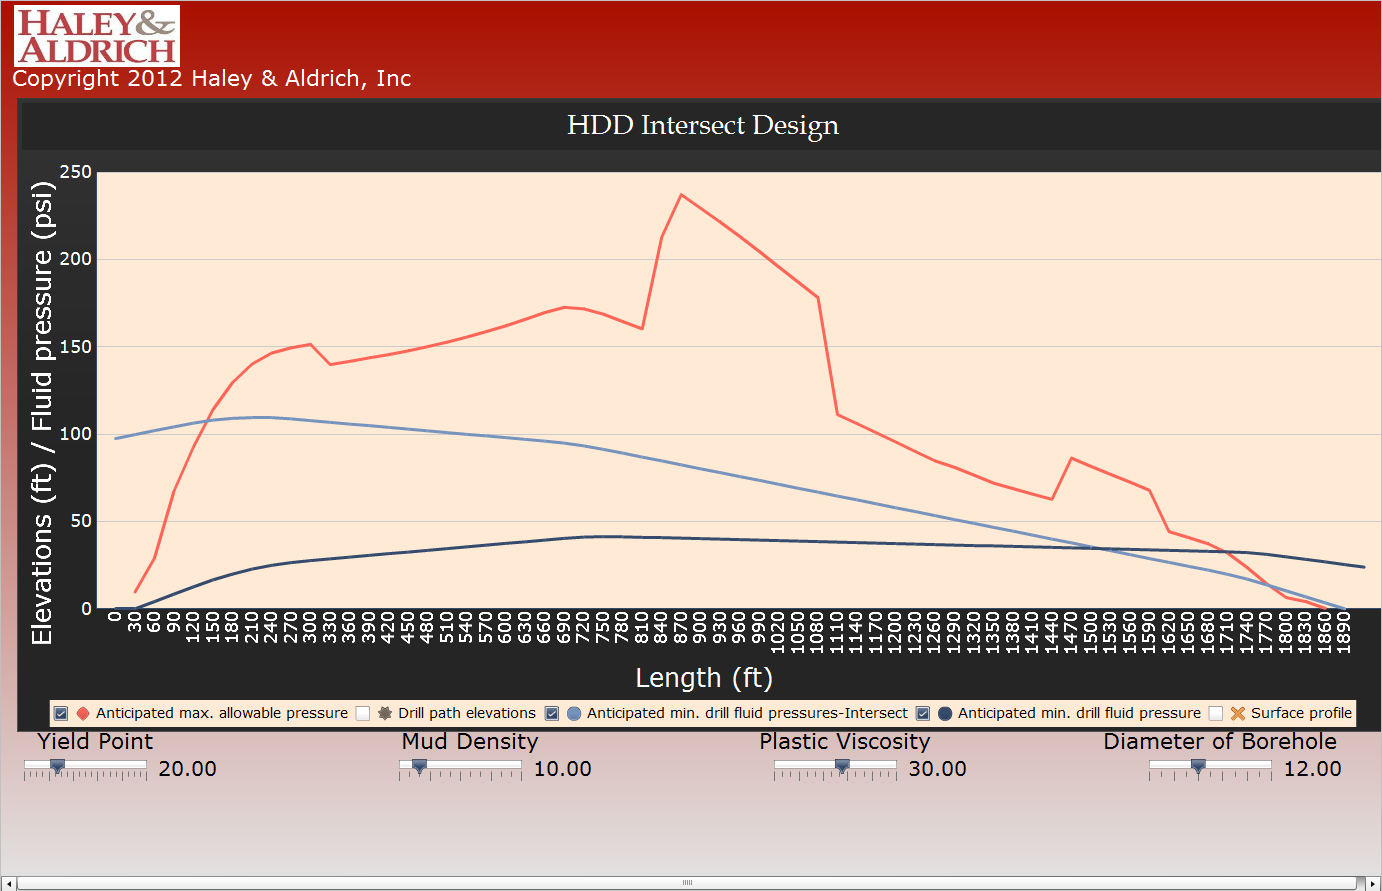 HALEY&
ALDRICH
Copyright 2012 Haley & Aldrich, Inc
HDD Intersect Design
Elevations (ft) / Fluid pressure (psi)
250
200
150
100
50
0
0 30 60 90 120 150 180 210 240 270 300 330 360 390 420 450 480 510 540 570 600 630 660 690 720 750 780 810 840 870 900 930 960 990 1020 1050 1080 1110 1140 1170 1200 1230 1260 1290 1320 1350 1380 1410 1440 1470 1500 1530 1560 1590 1620 1650 1680 1710 1740 1770 1800 1830 1860 1890
Length (ft)
Anticipated max. allowable pressure Drill path elevations Anticipated min. drill fluid pressures-Intersect Anticipated min. drill fluid pressure Surface profile
Yield Point Mud Density Plastic Viscosity Diameter of Borehole
20.00 10.00 30.00 12.00